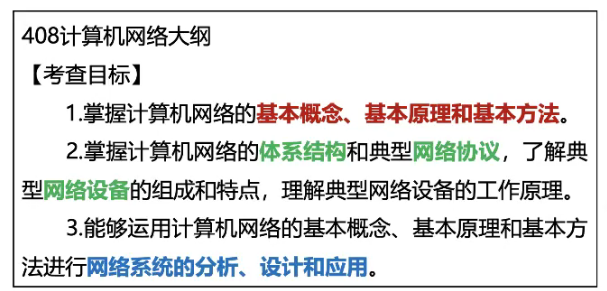 408计算机网络大纲
【考查目标】
1.掌握计算机网络的基本概念、基本原理和基本方法。
2.掌握计算机网络的体系结构和典型网络协议，了解典
型网络设备的组成和特点，理解典型网络设备的工作原理。
3.能够运用计算机网络的基本概念、基本原理和基本方
法进行网络系统的分析、设计和应用。